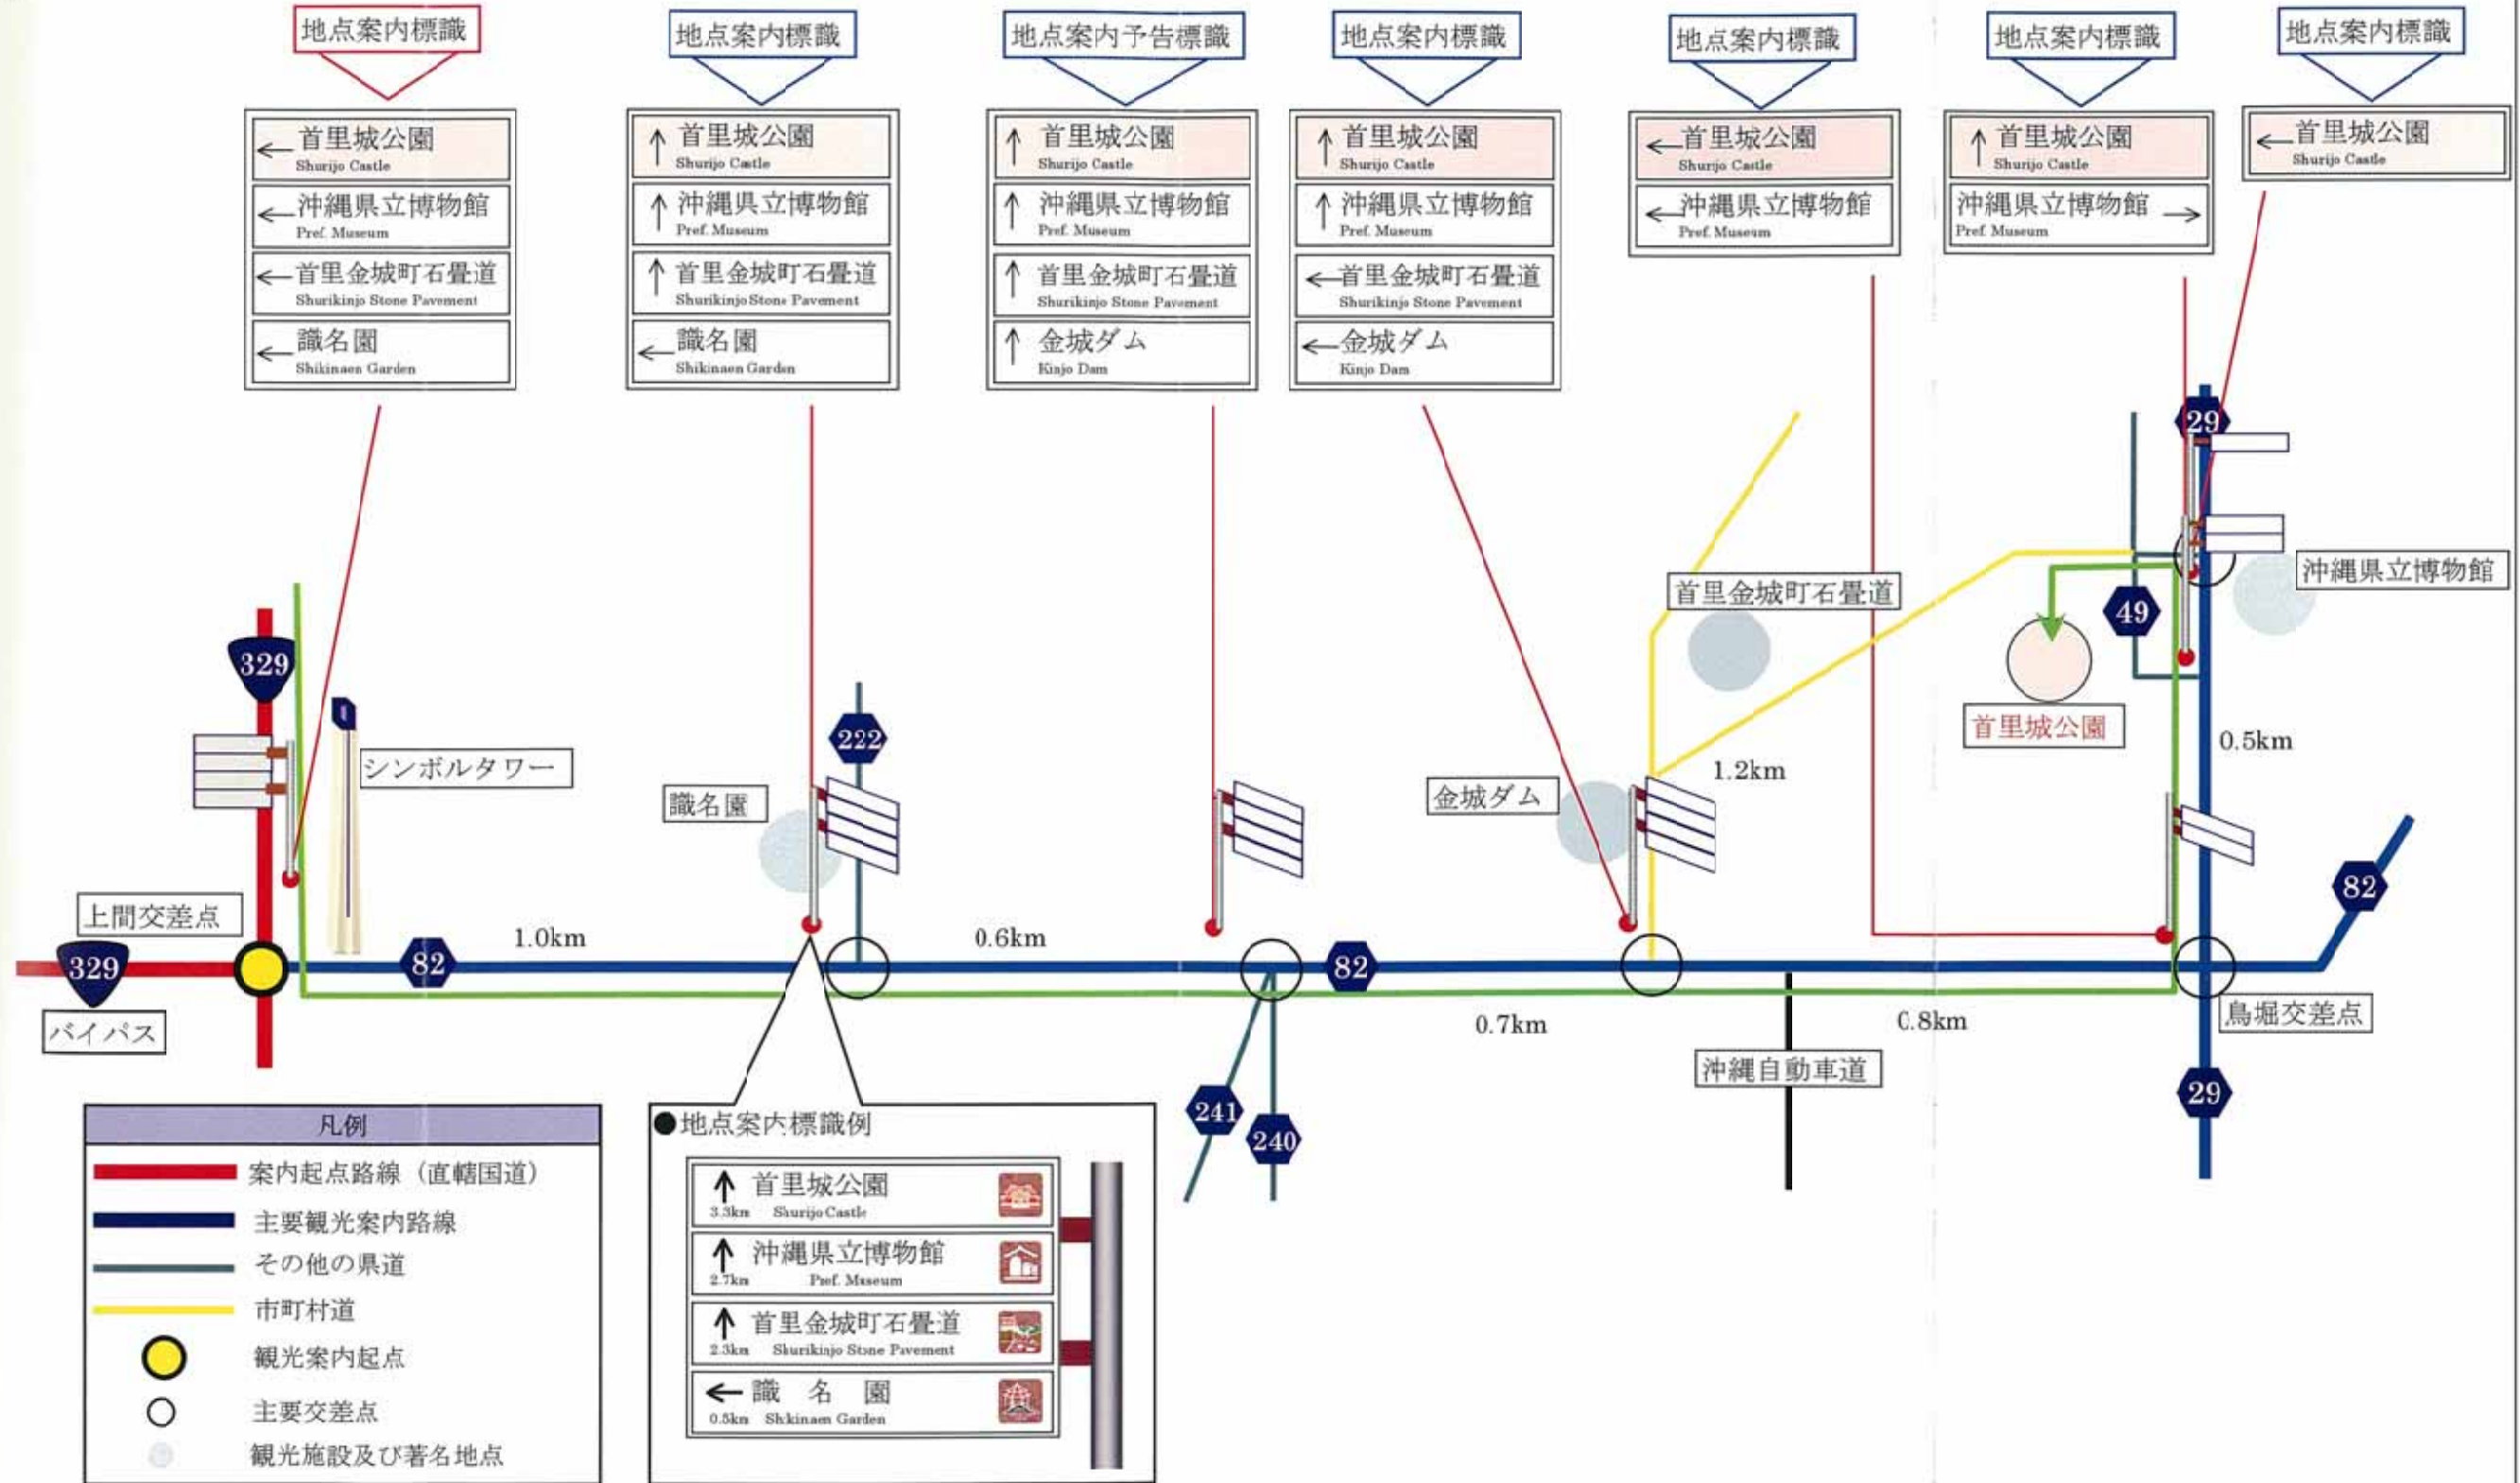 地点案内標識
地点案内標識
地点案内予告標識
地点案内標識
地点案内標識
地点案内標識
地点案内標識
← 首里城公園
Shurijo Castle
← 沖縄県立博物館
Pref. Museum
← 首里金城町石畳道
Shurikinjo Stone Pavement
← 識名園
Shikinaen Garden
↑ 首里城公園
Shurijo Castle
↑ 沖縄県立博物館
Pref. Museum
↑ 首里金城町石畳道
Shurikinjo Stone Pavement
← 識名園
Shikinaen Garden
↑ 首里城公園
Shurijo Castle
↑ 沖縄県立博物館
Pref. Museum
↑ 首里金城町石畳道
Shurikinjo Stone Pavement
↑ 金城ダム
Kinjo Dam
↑ 首里城公園
Shurijo Castle
↑ 沖縄県立博物館
Pref. Museum
← 首里金城町石畳道
Shurikinjo Stone Pavement
← 金城ダム
Kinjo Dam
← 首里城公園
Shurijo Castle
← 沖縄県立博物館
Pref. Museum
↑ 首里城公園
Shurijo Castle
沖縄県立博物館 →
Pref. Museum
← 首里城公園
Shurijo Castle
29
沖縄県立博物館
首里金城町石畳道
49
329
首里城公園
222
0.5km
シンボルタワー
1.2km
識名園
金城ダム
82
上間交差点
1.0km
0.6km
329
82
82
バイパス
0.7km
0.8km
鳥堀交差点
沖縄自動車道
29
241
240
凡例
案内起点路線（直轄国道）
主要観光案内路線
その他の県道
市町村道
観光案内起点
主要交差点
観光施設及び著名地点
●地点案内標識例
↑ 首里城公園
3.3km Shurijo Castle
↑ 沖縄県立博物館
2.7km Pref. Museum
↑ 首里金城町石畳道
2.3km Shurikinjo Stone Pavement
← 識 名 園
0.5km Shikinaen Garden